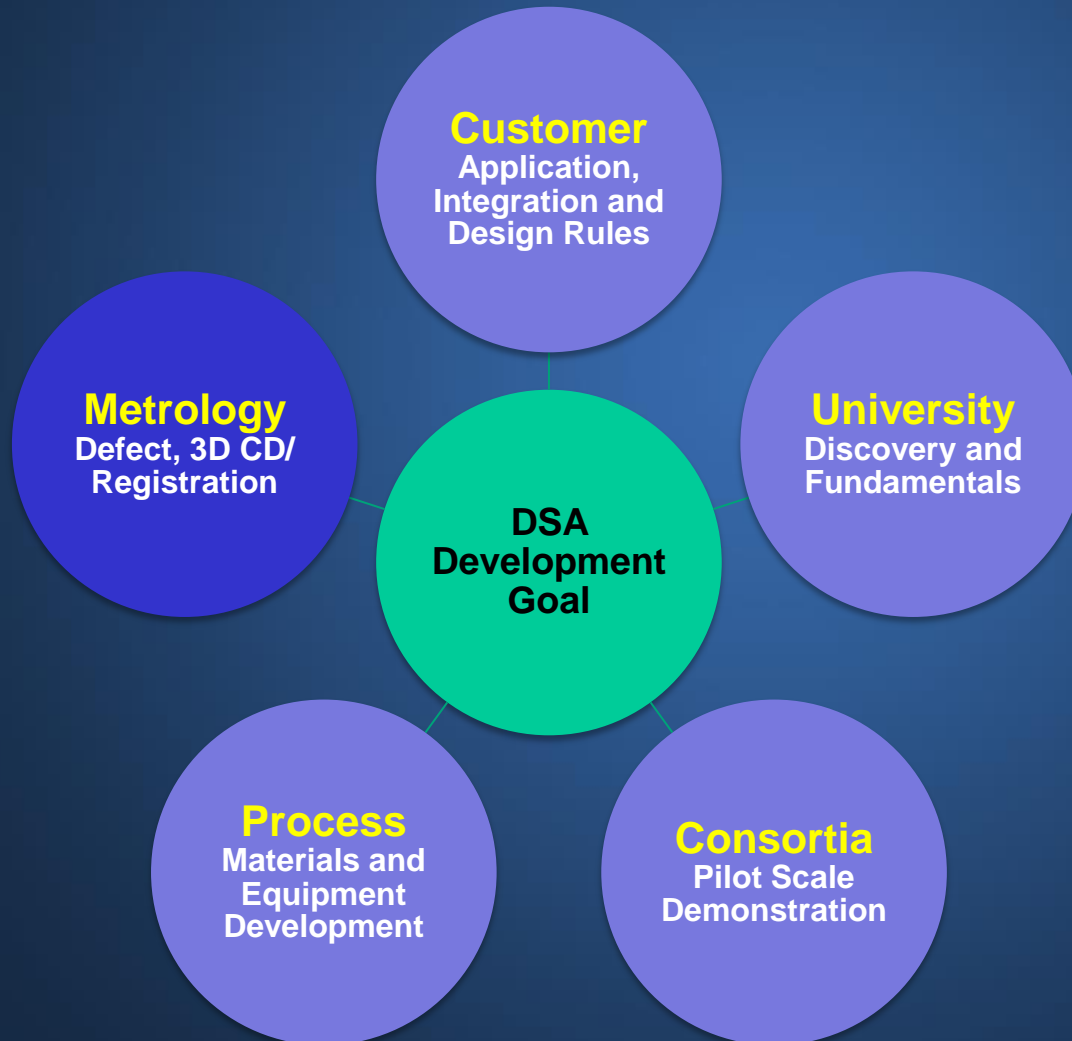 Customer
Application,
Integration and
Design Rules
Metrology
Defect, 3D CD/
Registration
University
Discovery and
Fundamentals
DSA
Development
Goal
Process
Materials and
Equipment
Development
Consortia
Pilot Scale
Demonstration